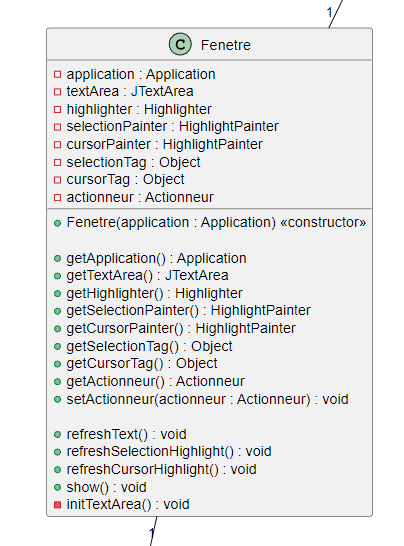 1
C Fenetre
application : Application
textArea : JTextArea
highlighter : Highlighter
selectionPainter : HighlightPainter
cursorPainter : HighlightPainter
selectionTag : Object
cursorTag : Object
actionneur : Actionneur
Fenetre(application : Application) «constructor»
getApplication() : Application
getTextArea() : JTextArea
getHighlighter() : Highlighter
getSelectionPainter() : HighlightPainter
getCursorPainter() : HighlightPainter
getSelectionTag() : Object
getCursorTag() : Object
getActionneur() : Actionneur
setActionneur(actionneur : Actionneur) : void
refreshText() : void
refreshSelectionHighlight() : void
refreshCursorHighlight() : void
show() : void
initTextArea() : void
1